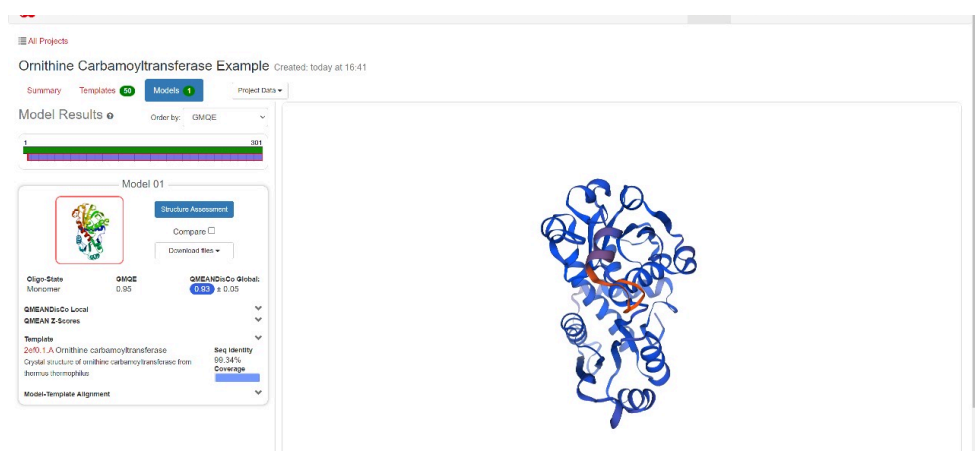 All Projects
Ornithine Carbamoyltransferase Example Created: today at 16:41
Summary Templates 50 Models 1 Project Data
Model Results Order by: GMQE
1 301
Model 01
Structure Assessment
Compare
Download files
Oligo-State GMQE QMEANDisCo Global:
Monomer 0.95 0.93 ± 0.05
QMEANDisCo Local
QMEAN Z-Scores
Template
2ef0.1.A Ornithine carbamoyltransferase Seq Identity
Crystal structure of ornithine carbamoyltransferase from 99.34%
thermus thermophilus Coverage
Model-Template Alignment